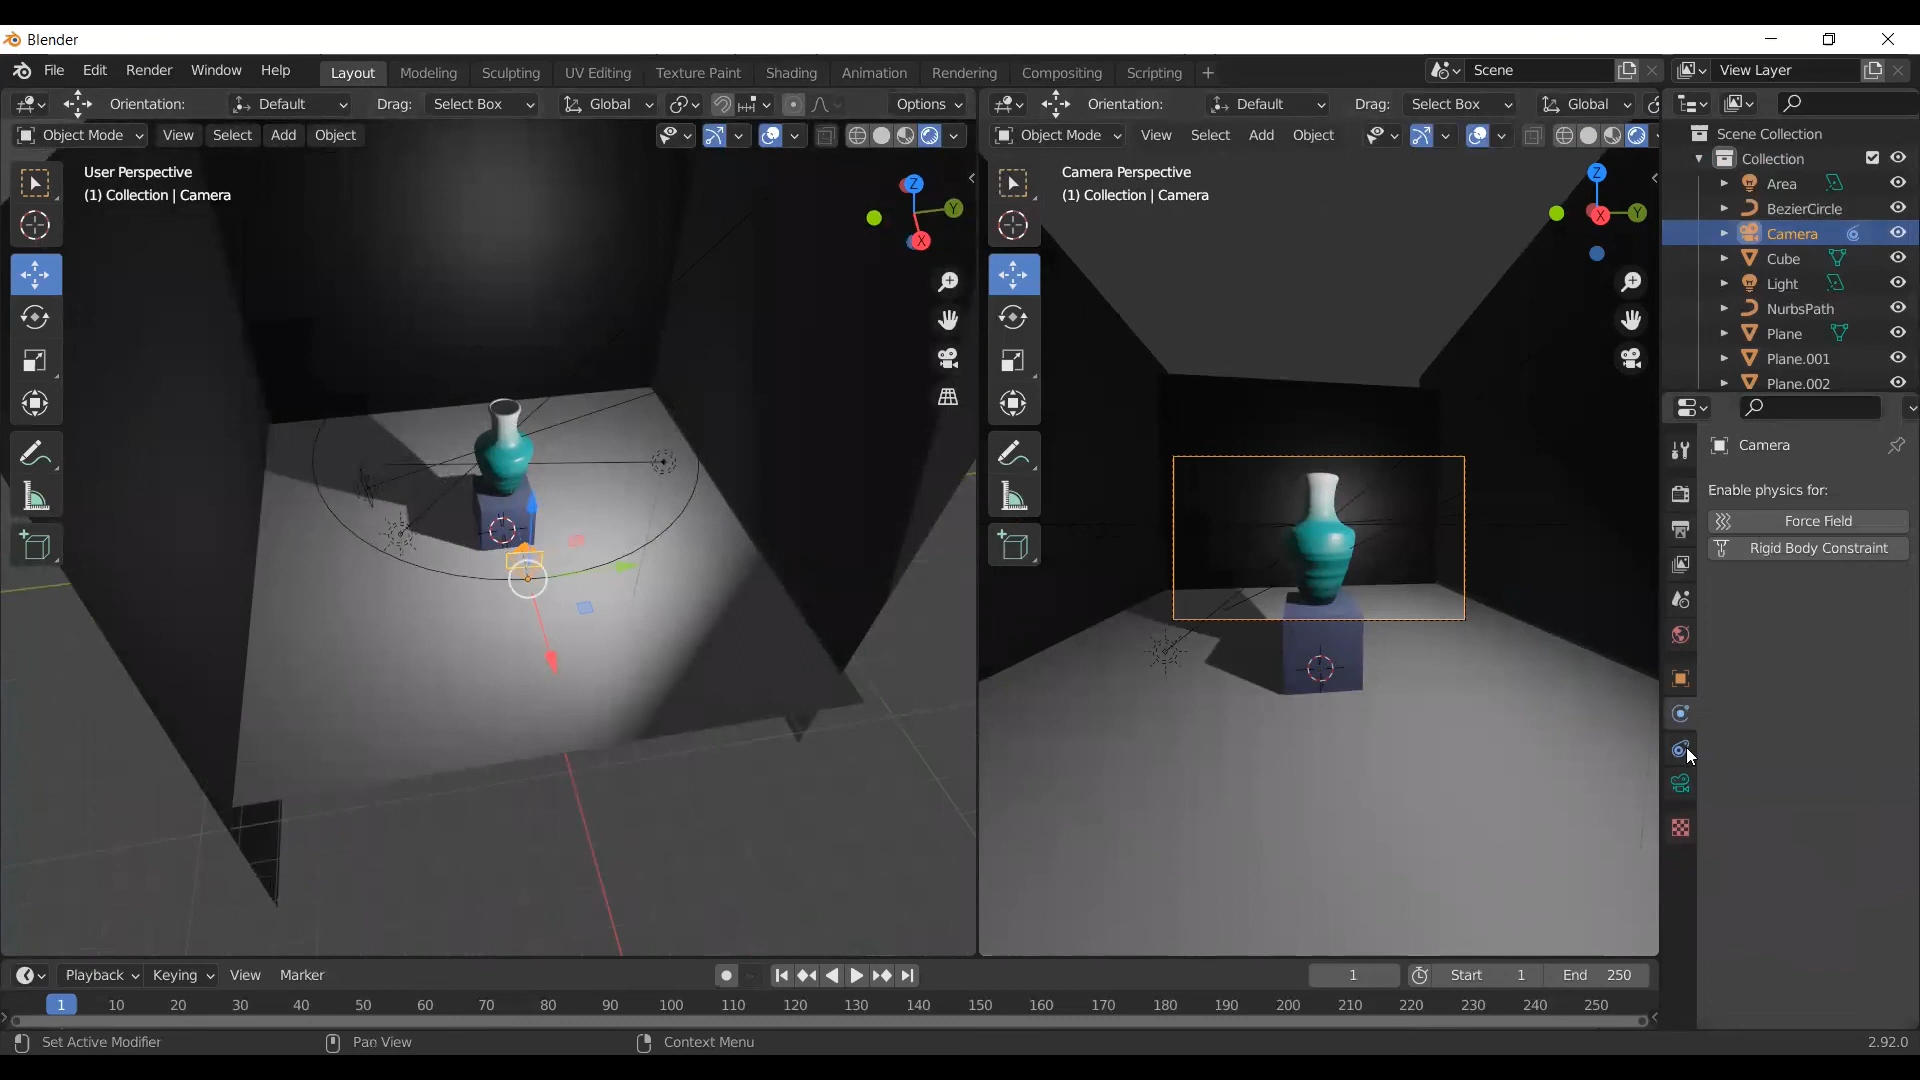 Blender
File Edit Render Window Help Layout Modeling Sculpting UV Editing Texture Paint Shading Animation Rendering Compositing Scripting + Scene View Layer
Orientation: Default Drag: Select Box Global Options Orientation: Default Drag: Select Box Global
Object Mode View Select Add Object Object Mode View Select Add Object
User Perspective
(1) Collection | Camera
Z
Y
X
Camera Perspective
(1) Collection | Camera
Z
X
Y
Scene Collection
Collection
Area
BezierCircle
Camera
Cube
Light
NurbsPath
Plane
Plane.001
Plane.002
Camera
Enable physics for:
Force Field
Rigid Body Constraint
Playback Keying View Marker 1 Start 1 End 250
1 10 20 30 40 50 60 70 80 90 100 110 120 130 140 150 160 170 180 190 200 210 220 230 240 250
Set Active Modifier Pan View Context Menu 2.92.0